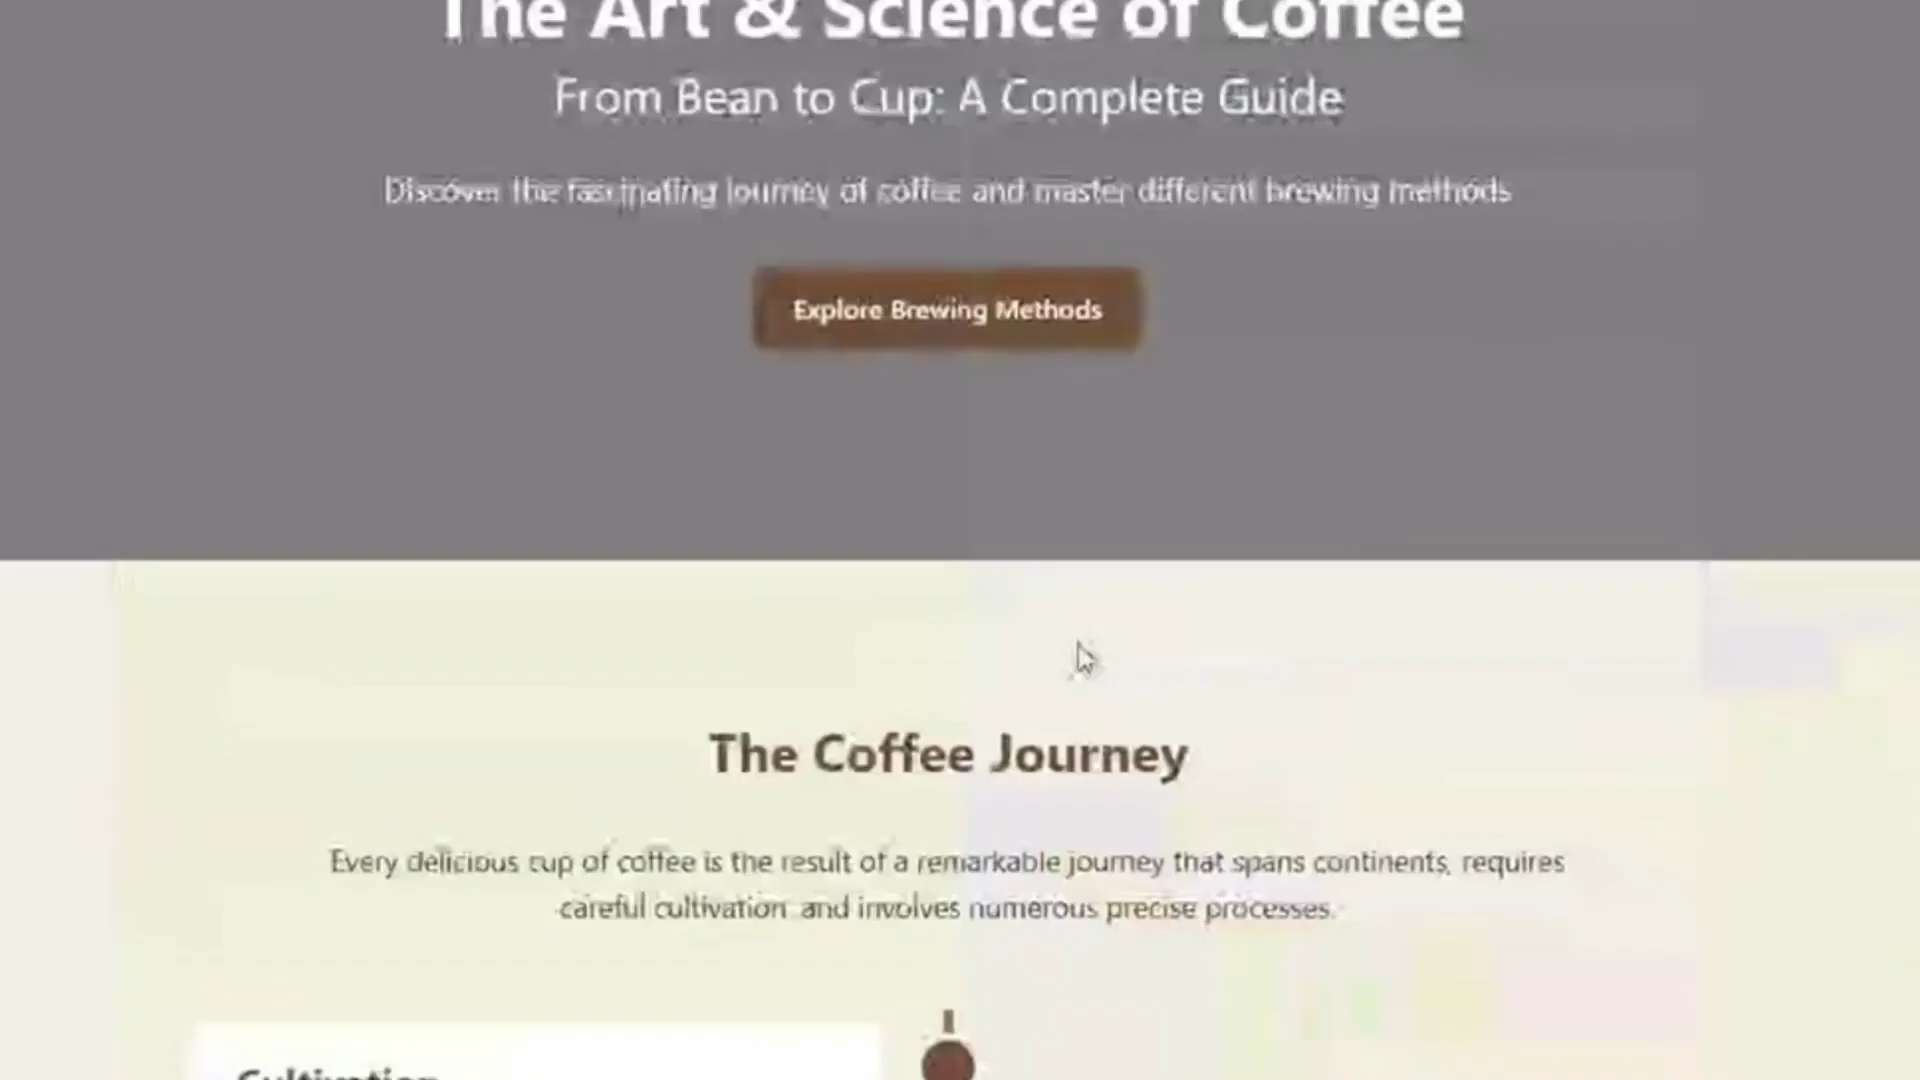 The Art & Science of Coffee
From Bean to Cup: A Complete Guide
Discover the fascinating journey of coffee and master different brewing methods
Explore Brewing Methods
The Coffee Journey
Every delicious cup of coffee is the result of a remarkable journey that spans continents, requires
careful cultivation, and involves numerous precise processes.
Cultivation